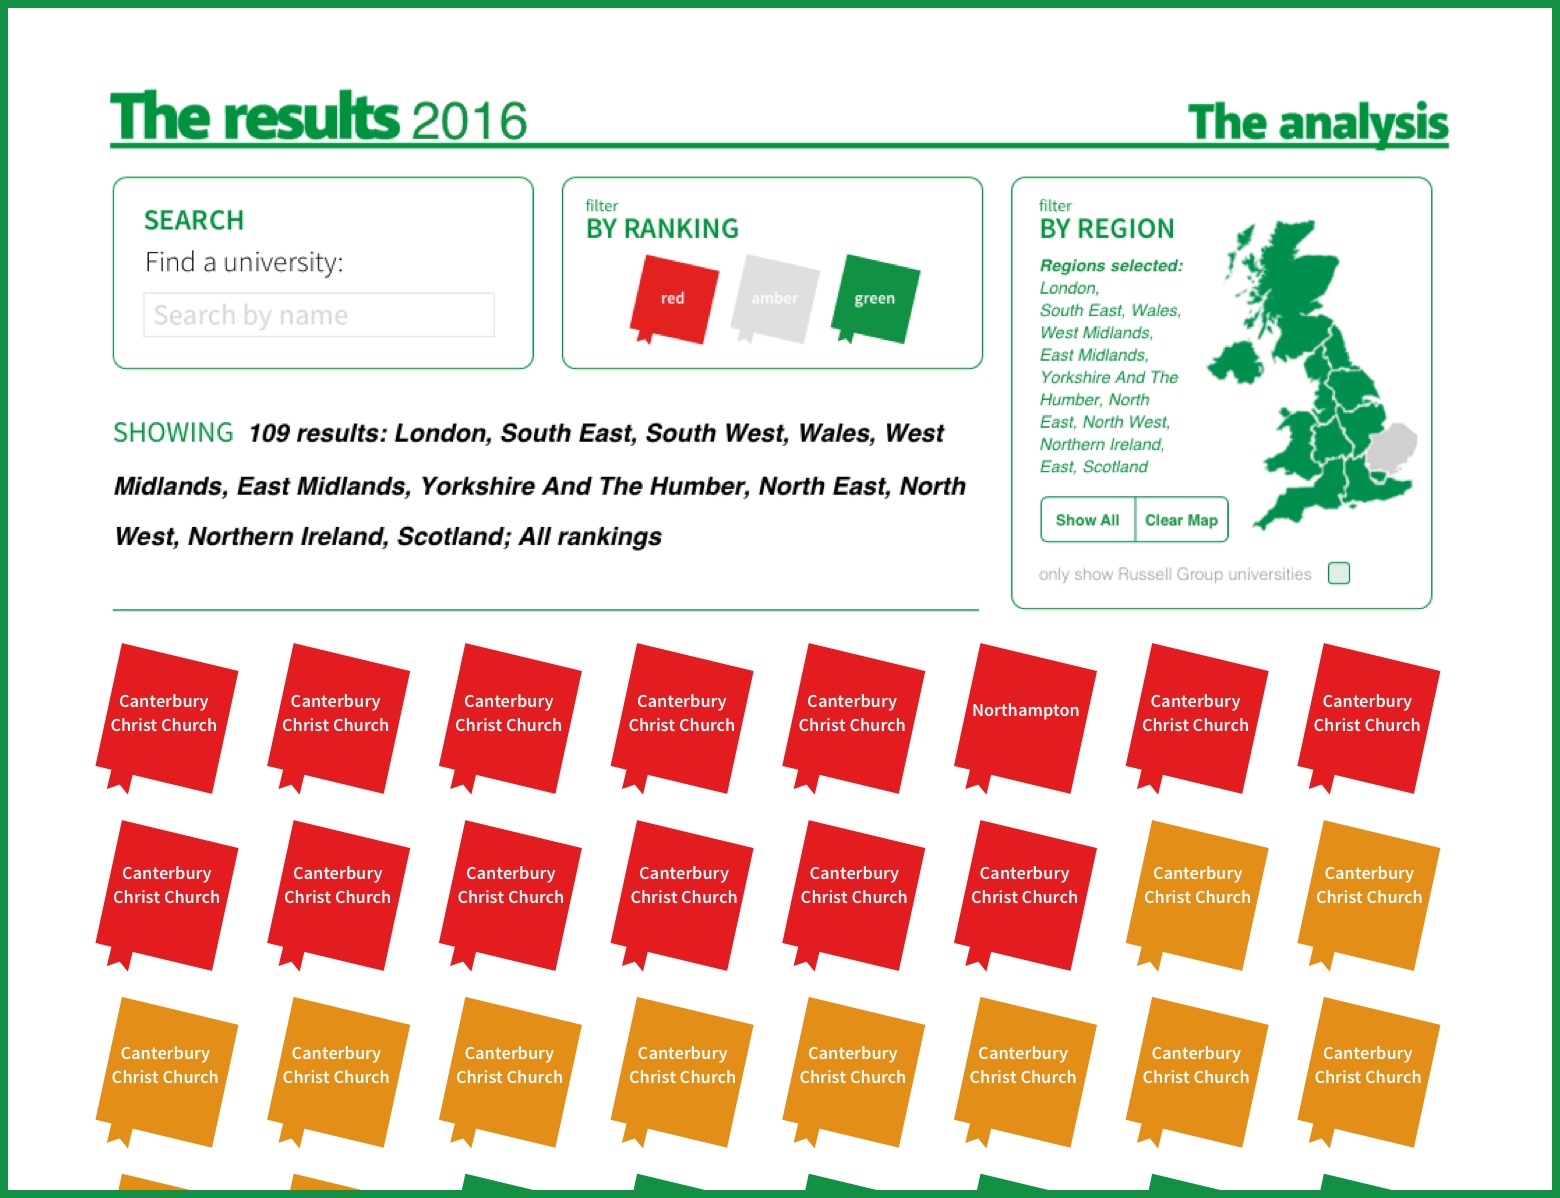 The results 2016
The analysis
SEARCH
Find a university:
Search by name
filter
BY RANKING
red
amber
green
filter
BY REGION
Regions selected:
London,
South East, Wales,
West Midlands,
East Midlands,
Yorkshire And The
Humber, North
East, North West,
Northern Ireland,
East, Scotland
Show All
Clear Map
only show Russell Group universities
SHOWING 109 results: London, South East, South West, Wales, West
Midlands, East Midlands, Yorkshire And The Humber, North East, North
West, Northern Ireland, Scotland; All rankings
Canterbury
Christ Church
Canterbury
Christ Church
Canterbury
Christ Church
Canterbury
Christ Church
Canterbury
Christ Church
Northampton
Canterbury
Christ Church
Canterbury
Christ Church
Canterbury
Christ Church
Canterbury
Christ Church
Canterbury
Christ Church
Canterbury
Christ Church
Canterbury
Christ Church
Canterbury
Christ Church
Canterbury
Christ Church
Canterbury
Christ Church
Canterbury
Christ Church
Canterbury
Christ Church
Canterbury
Christ Church
Canterbury
Christ Church
Canterbury
Christ Church
Canterbury
Christ Church
Canterbury
Christ Church
Canterbury
Christ Church